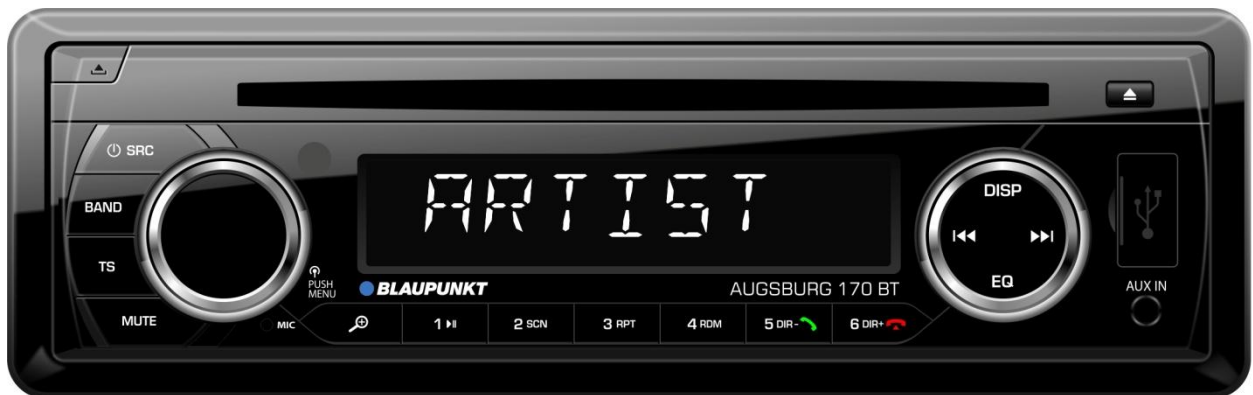 SRC
ARTIST
BAND
DISP
TS
EQ
PUSH
MENU
BLAUPUNKT
AUGSBURG 170 BT
AUX IN
MUTE
MIC
1
2 SCN
3 RPT
4 RDM
5 DIR-
6 DIR+